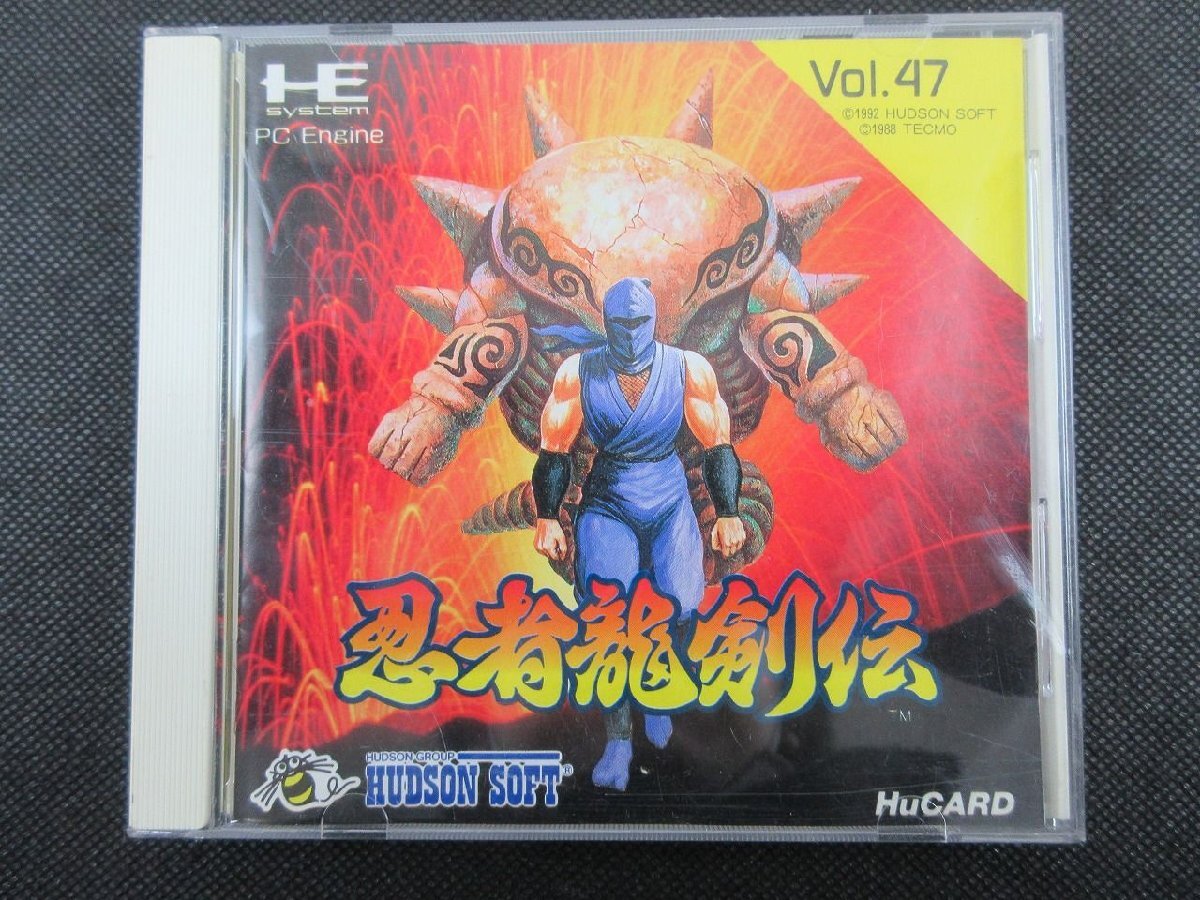 HE
system
PC Engine
Vol.47
©1992 HUDSON SOFT
©1988 TECMO
忍者龍剣伝
TM
HUDSON GROUP
HUDSON SOFT®
HuCARD